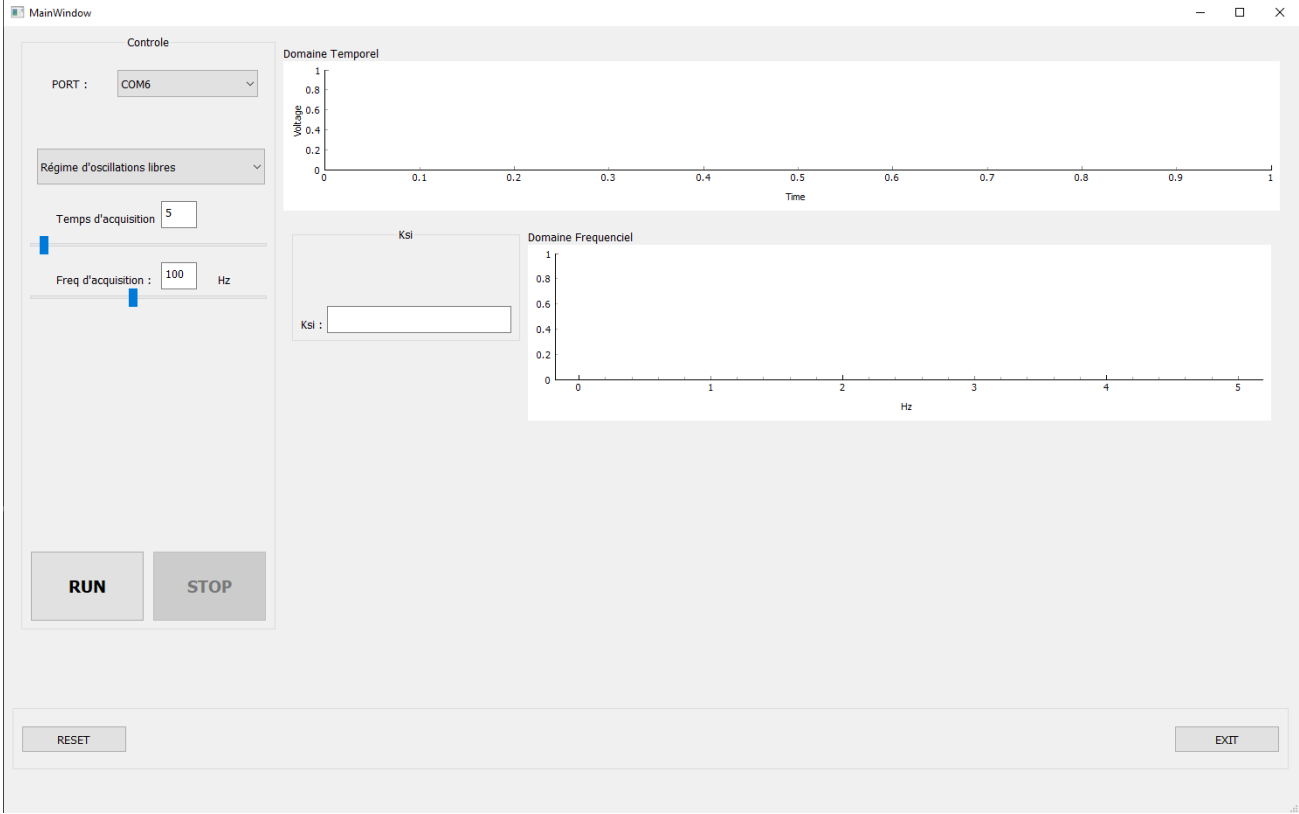 MainWindow
Controle
PORT :
COM6
Régime d'oscillations libres
Temps d'acquisition
5
Freq d'acquisition :
100
Hz
RUN
STOP
Domaine Temporel
1
0.8
0.6
0.4
0.2
0
Voltage
0 0.1 0.2 0.3 0.4 0.5 0.6 0.7 0.8 0.9 1
Time
Ksi
Ksi :
Domaine Frequenciel
1
0.8
0.6
0.4
0.2
0
0 1 2 3 4 5
Hz
RESET
EXIT